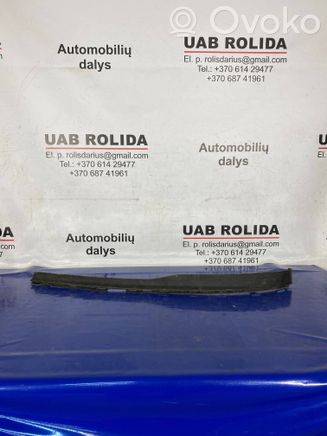 Ovoko
Automobilių
dalys
UAB ROLIDA
El. p. rolisdarius@gmail.com
Tel.: +370 614 29477
+370 687 41961
UAB ROLIDA
El. p. rolisdarius@gmail.com
Tel.: +370 614 29477
+370 687 41961
Automobilių
dalys
Automobilių
dalys
UAB ROLIDA
El. p. rolisdarius@gmail.com
Tel.: +370 614 29477
+370 687 41961